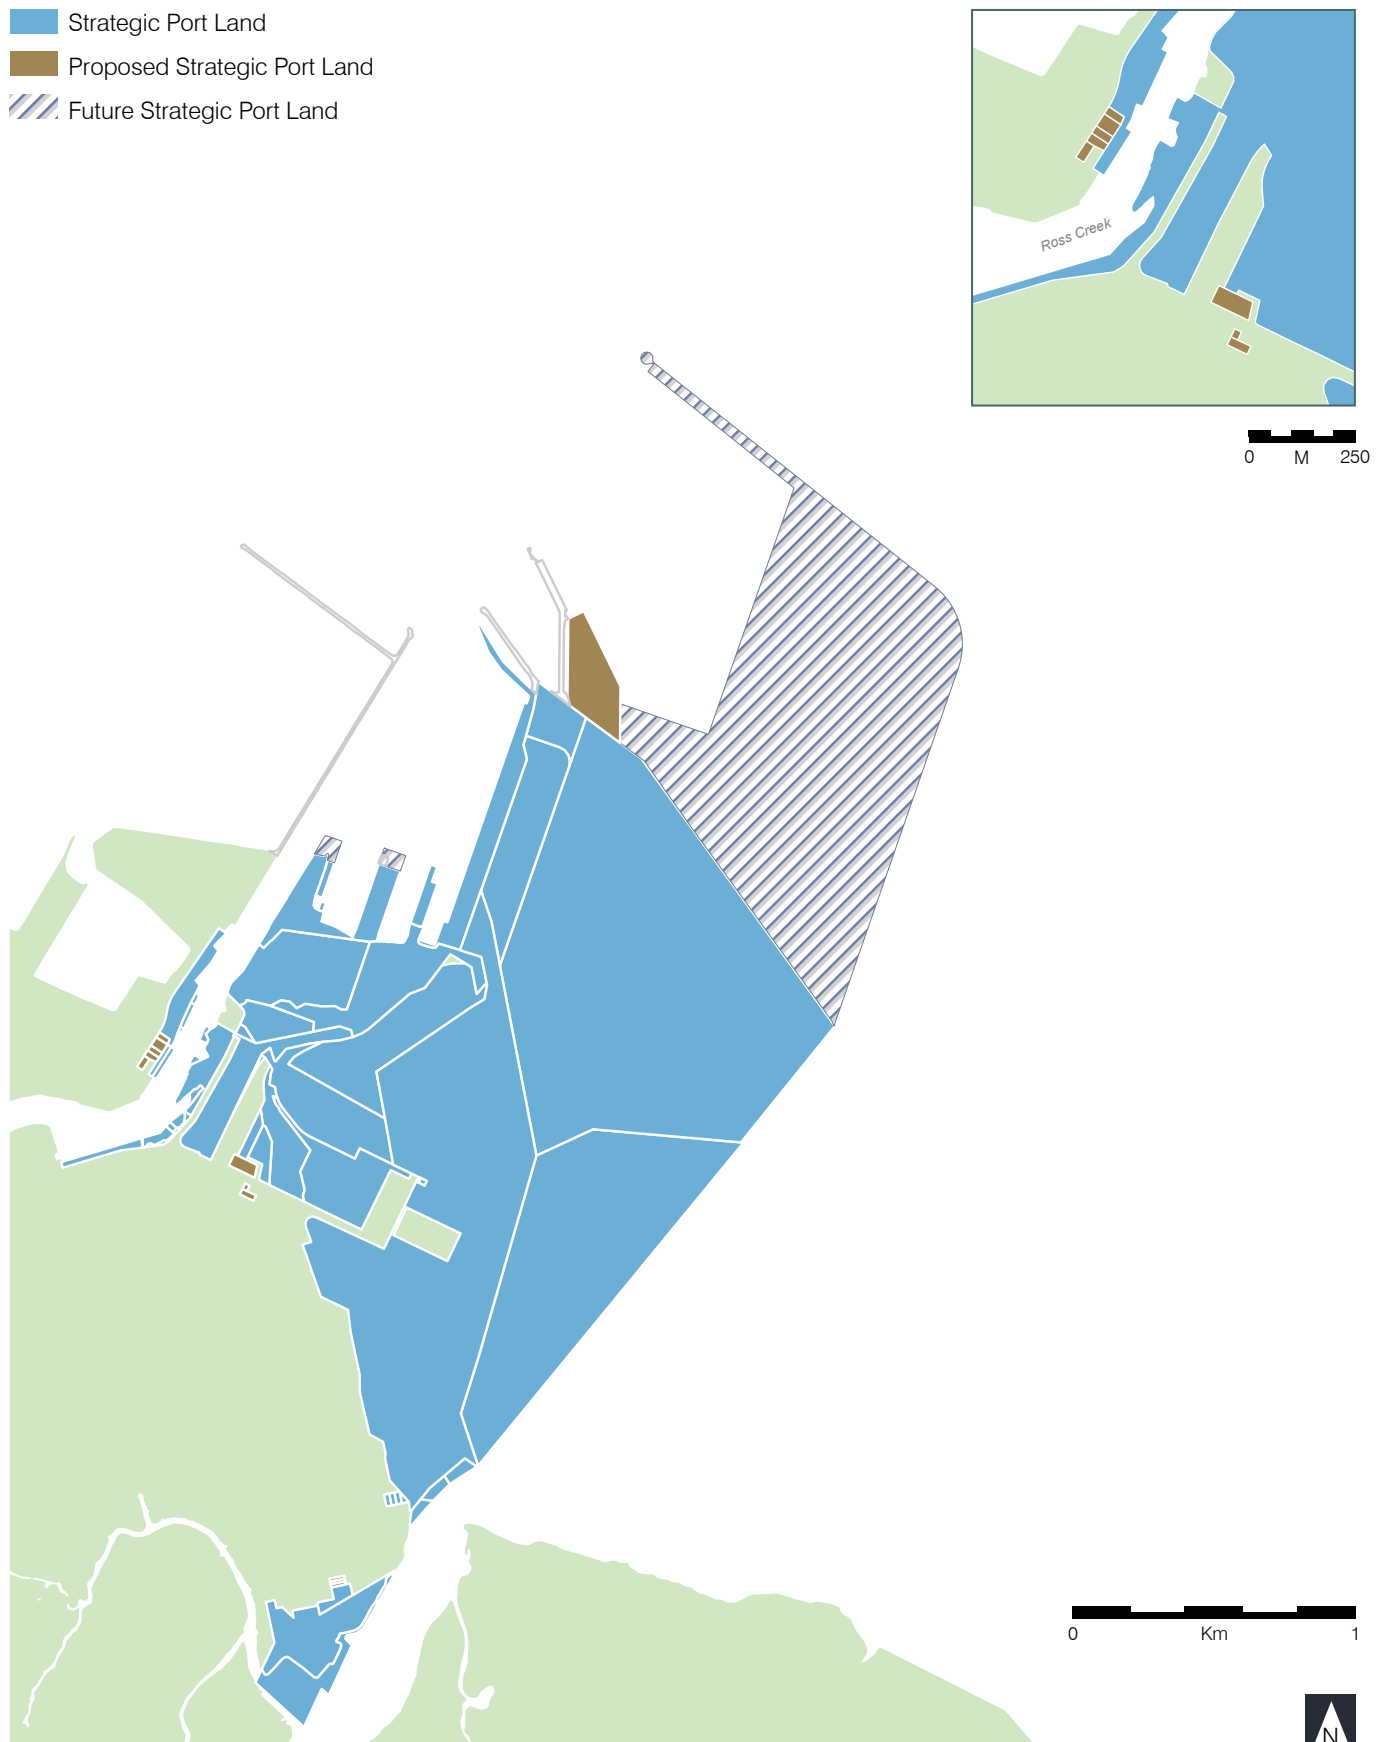 Strategic Port Land
Proposed Strategic Port Land
Future Strategic Port Land
Ross Creek
0 M 250
0 Km 1
N